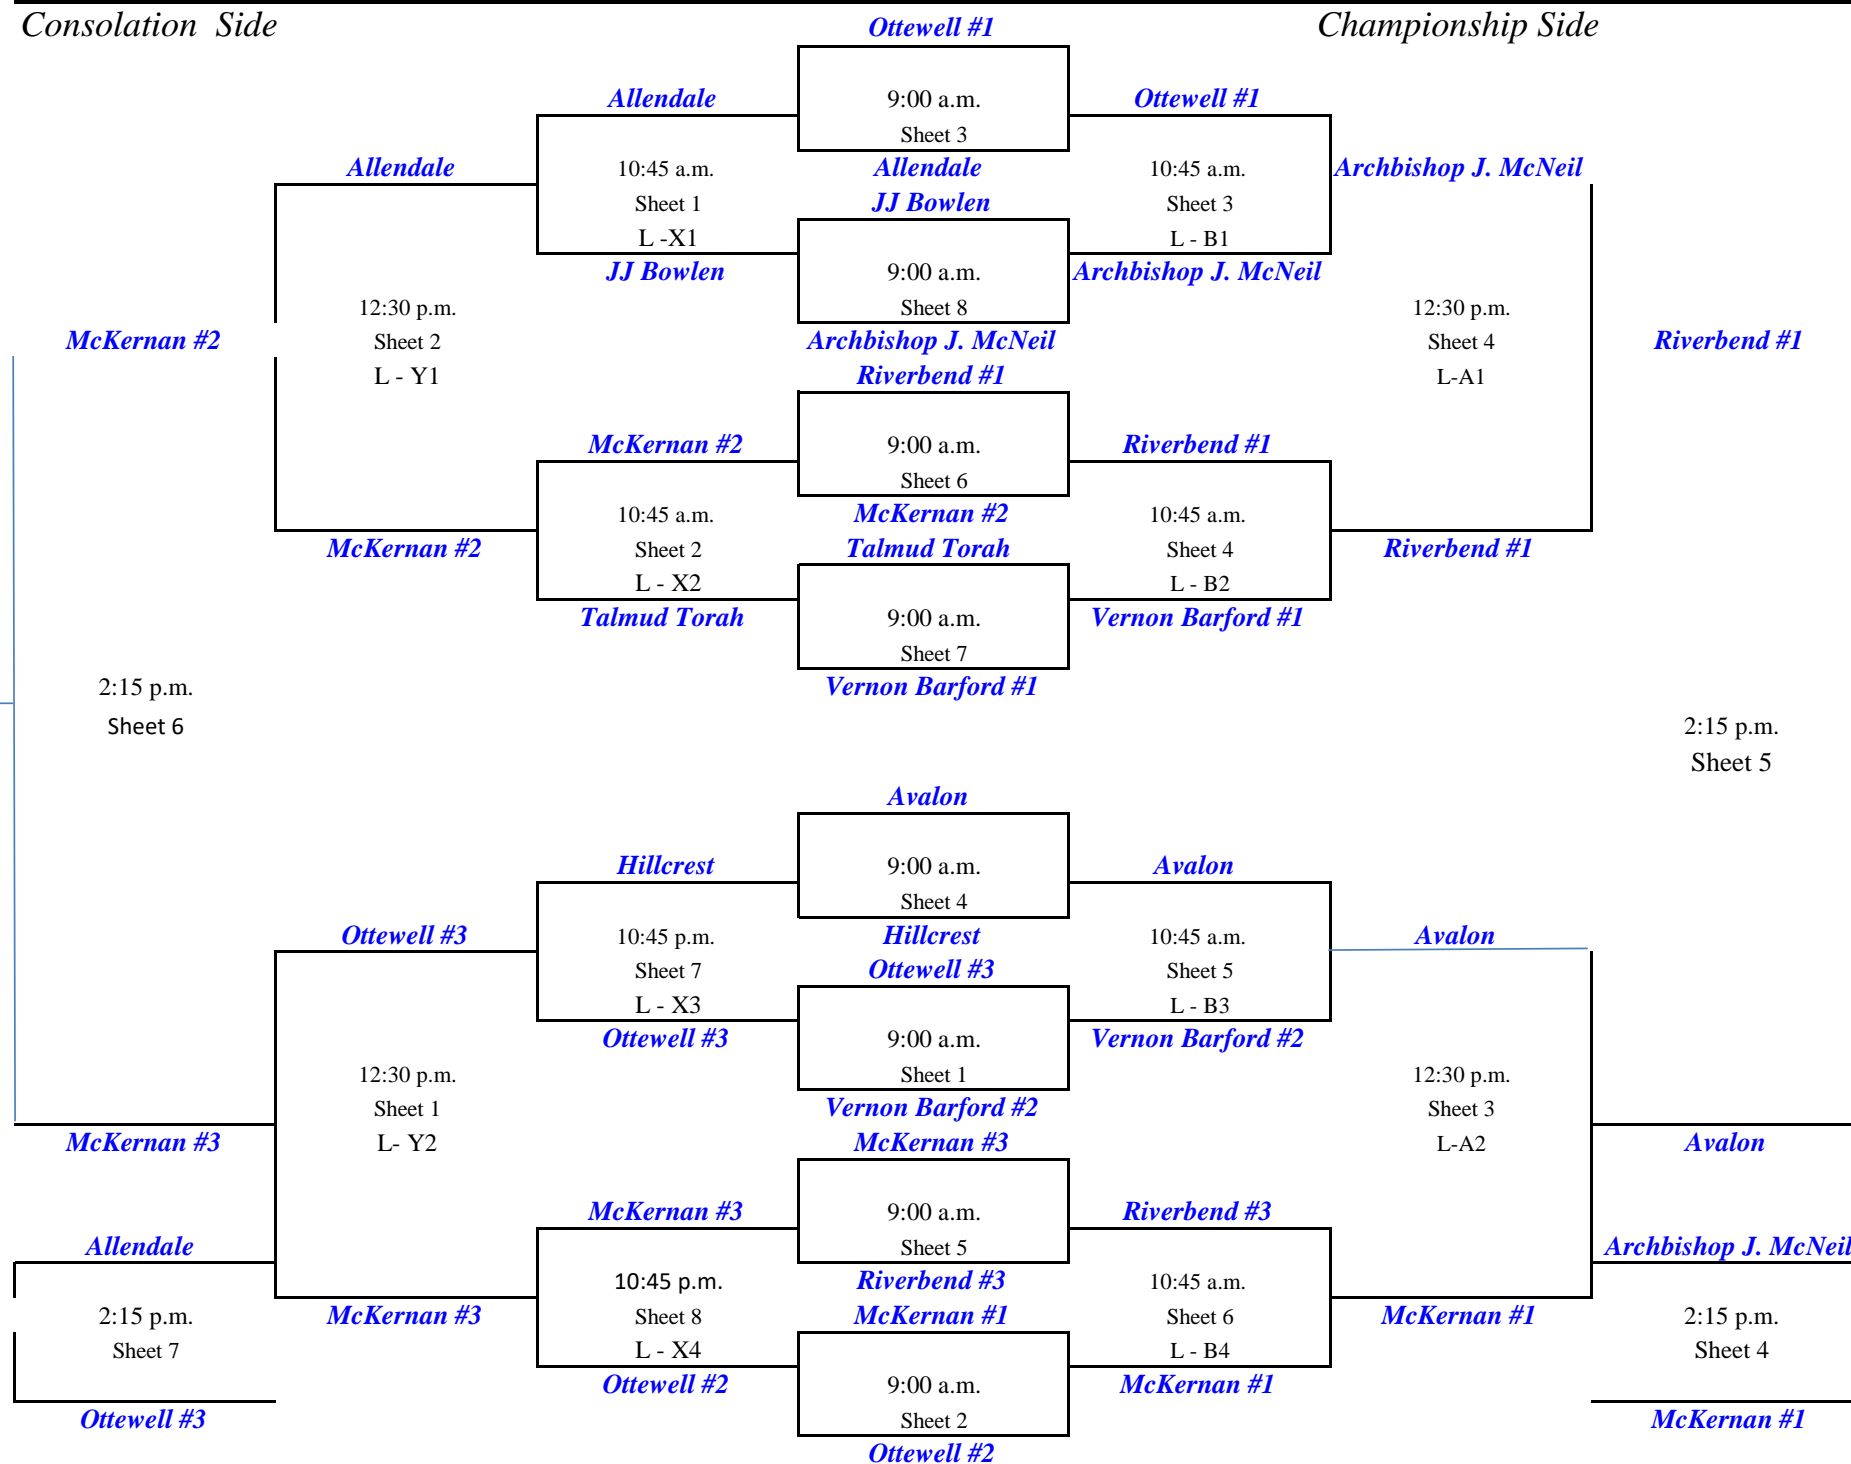 Consolation  Side
Ottewell #1
Championship Side
Allendale
9:00 a.m.
Ottewell #1
Sheet 3
Allendale
10:45 a.m.
Allendale
10:45 a.m.
Archbishop J. McNeil
Sheet 1
JJ Bowlen
Sheet 3
L -X1
L - B1
JJ Bowlen
9:00 a.m.
Archbishop J. McNeil
12:30 p.m.
Sheet 8
12:30 p.m.
McKernan #2
Sheet 2
Archbishop J. McNeil
Sheet 4
Riverbend #1
L - Y1
Riverbend #1
L-A1
McKernan #2
9:00 a.m.
Riverbend #1
Sheet 6
10:45 a.m.
McKernan #2
10:45 a.m.
McKernan #2
Sheet 2
Talmud Torah
Sheet 4
Riverbend #1
L - X2
L - B2
Talmud Torah
9:00 a.m.
Vernon Barford #1
Sheet 7
2:15 p.m.
Vernon Barford #1
Sheet 6
2:15 p.m.
Sheet 5
Avalon
Hillcrest
9:00 a.m.
Avalon
Sheet 4
Ottewell #3
10:45 p.m.
Hillcrest
10:45 a.m.
Avalon
Sheet 7
Ottewell #3
Sheet 5
L - X3
L - B3
Ottewell #3
9:00 a.m.
Vernon Barford #2
12:30 p.m.
Sheet 1
12:30 p.m.
Sheet 1
Vernon Barford #2
Sheet 3
McKernan #3
L- Y2
McKernan #3
L-A2
Avalon
McKernan #3
9:00 a.m.
Riverbend #3
Allendale
Sheet 5
Archbishop J. McNeil
10:45 p.m.
Riverbend #3
10:45 a.m.
2:15 p.m.
McKernan #3
Sheet 8
McKernan #1
Sheet 6
McKernan #1
2:15 p.m.
Sheet 7
L - X4
L - B4
Sheet 4
Ottewell #2
9:00 a.m.
McKernan #1
Ottewell #3
Sheet 2
McKernan #1
Ottewell #2